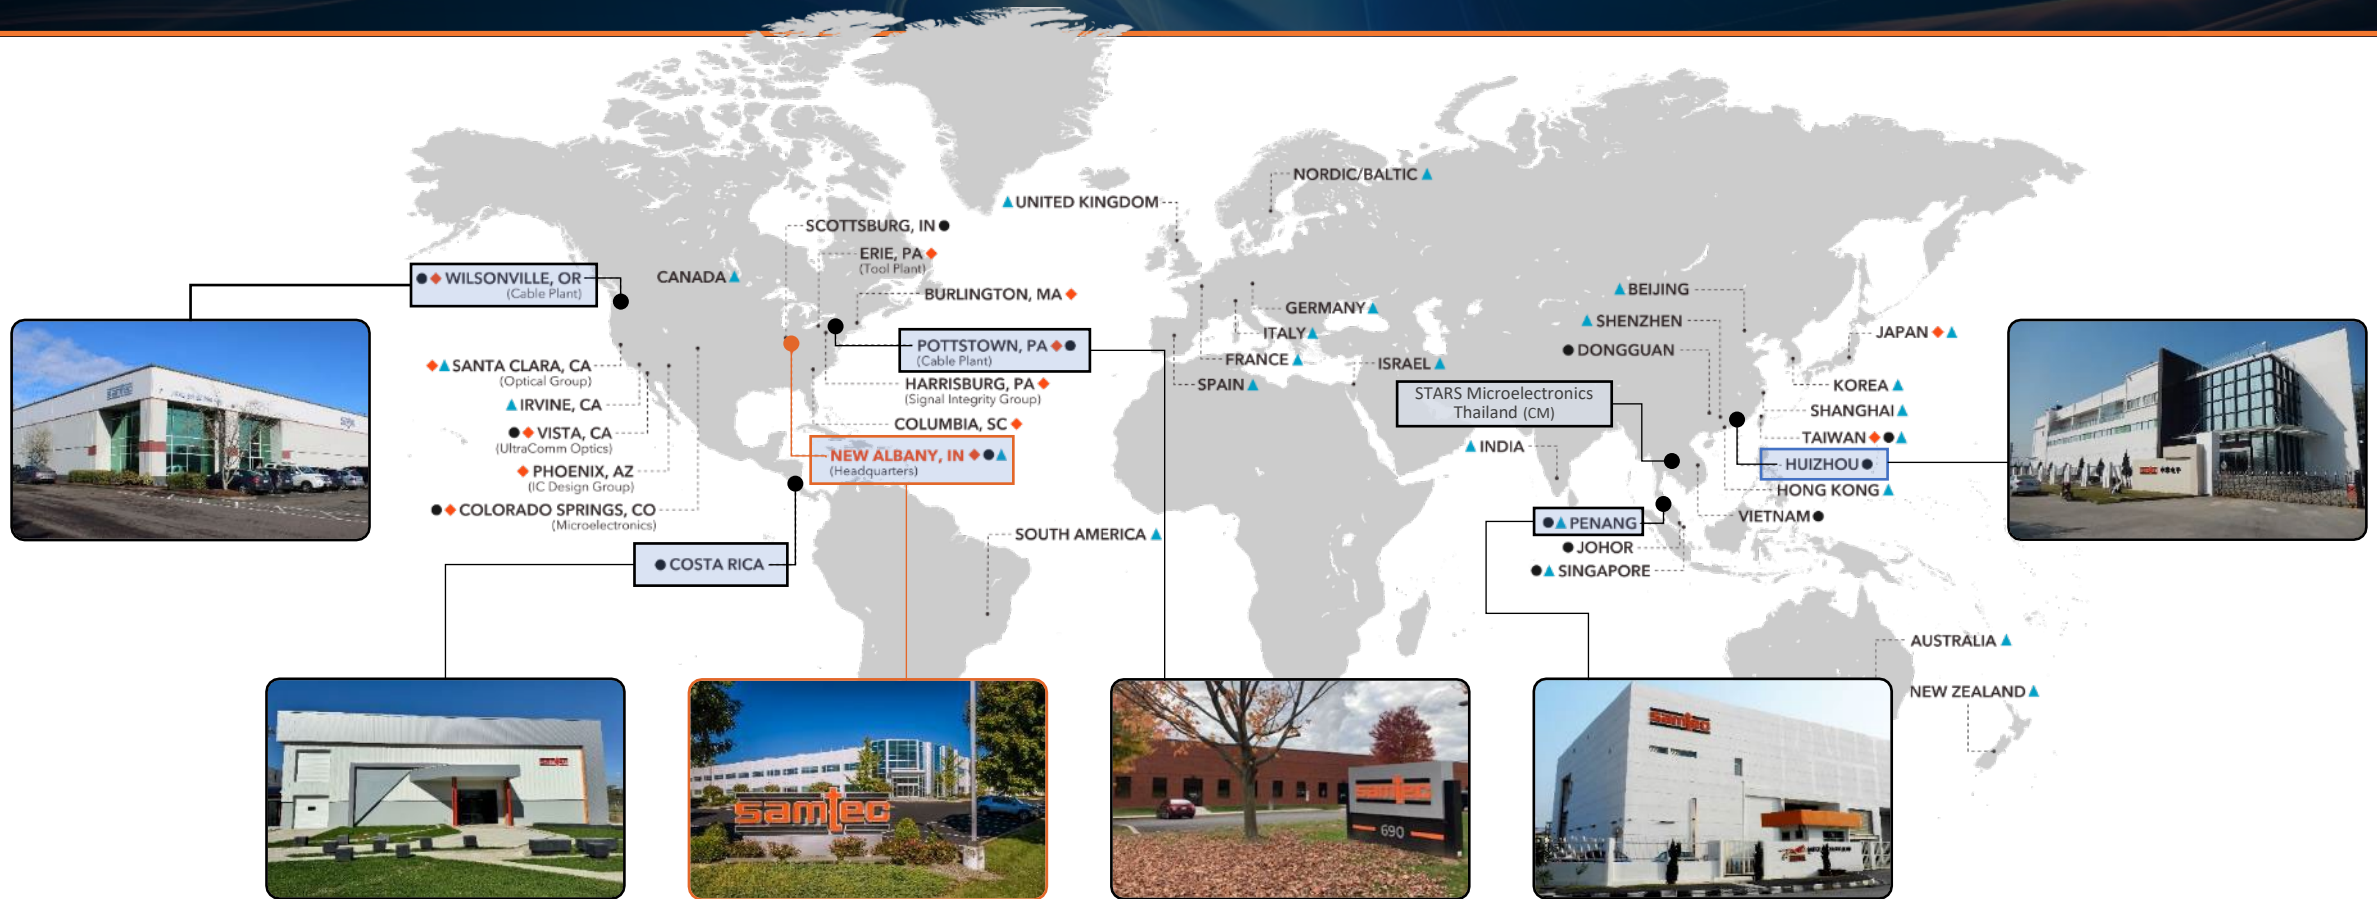 NORDIC/BALTIC
UNITED KINGDOM
SCOTTSBURG, IN
ERIE, PA
(Tool Plant)
WILSONVILLE, OR
(Cable Plant)
CANADA
BURLINGTON, MA
BEIJING
GERMANY
SHENZHEN
ITALY
JAPAN
POTTSTOWN, PA
(Cable Plant)
DONGGUAN
FRANCE
ISRAEL
SANTA CLARA, CA
(Optical Group)
HARRISBURG, PA
(Signal Integrity Group)
SPAIN
KOREA
STARS Microelectronics
Thailand (CM)
IRVINE, CA
SHANGHAI
COLUMBIA, SC
VISTA, CA
(UltraComm Optics)
TAIWAN
INDIA
NEW ALBANY, IN
(Headquarters)
HUIZHOU
PHOENIX, AZ
(IC Design Group)
HONG KONG
COLORADO SPRINGS, CO
(Microelectronics)
VIETNAM
PENANG
SOUTH AMERICA
JOHOR
COSTA RICA
SINGAPORE
AUSTRALIA
NEW ZEALAND
samtec
samtec
samtec
samtec
690
samtec
samtec